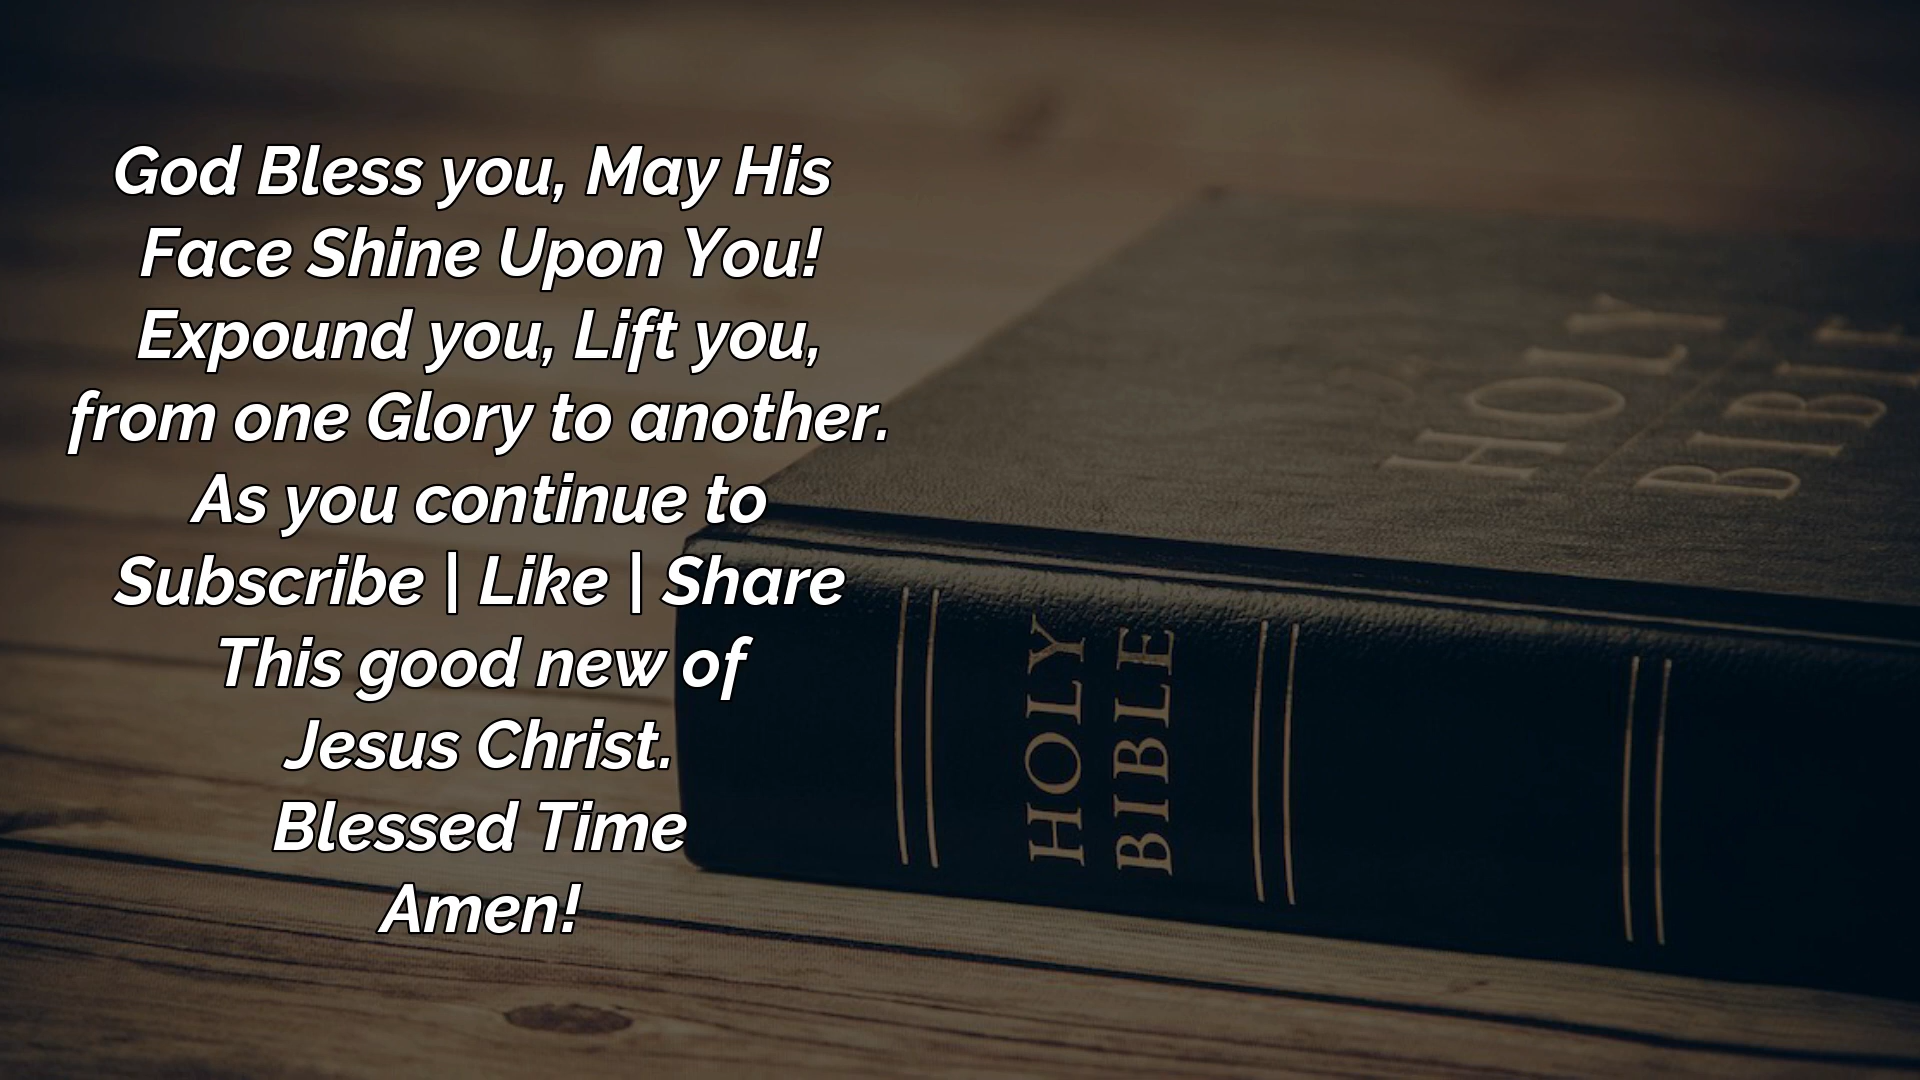 God Bless you, May His
Face Shine Upon You!
Expound you, Lift you,
from one Glory to another.
As you continue to
Subscribe | Like | Share
This good new of
Jesus Christ.
Blessed Time
Amen!
HOLY
BIBLE
HOLY
BIBLE